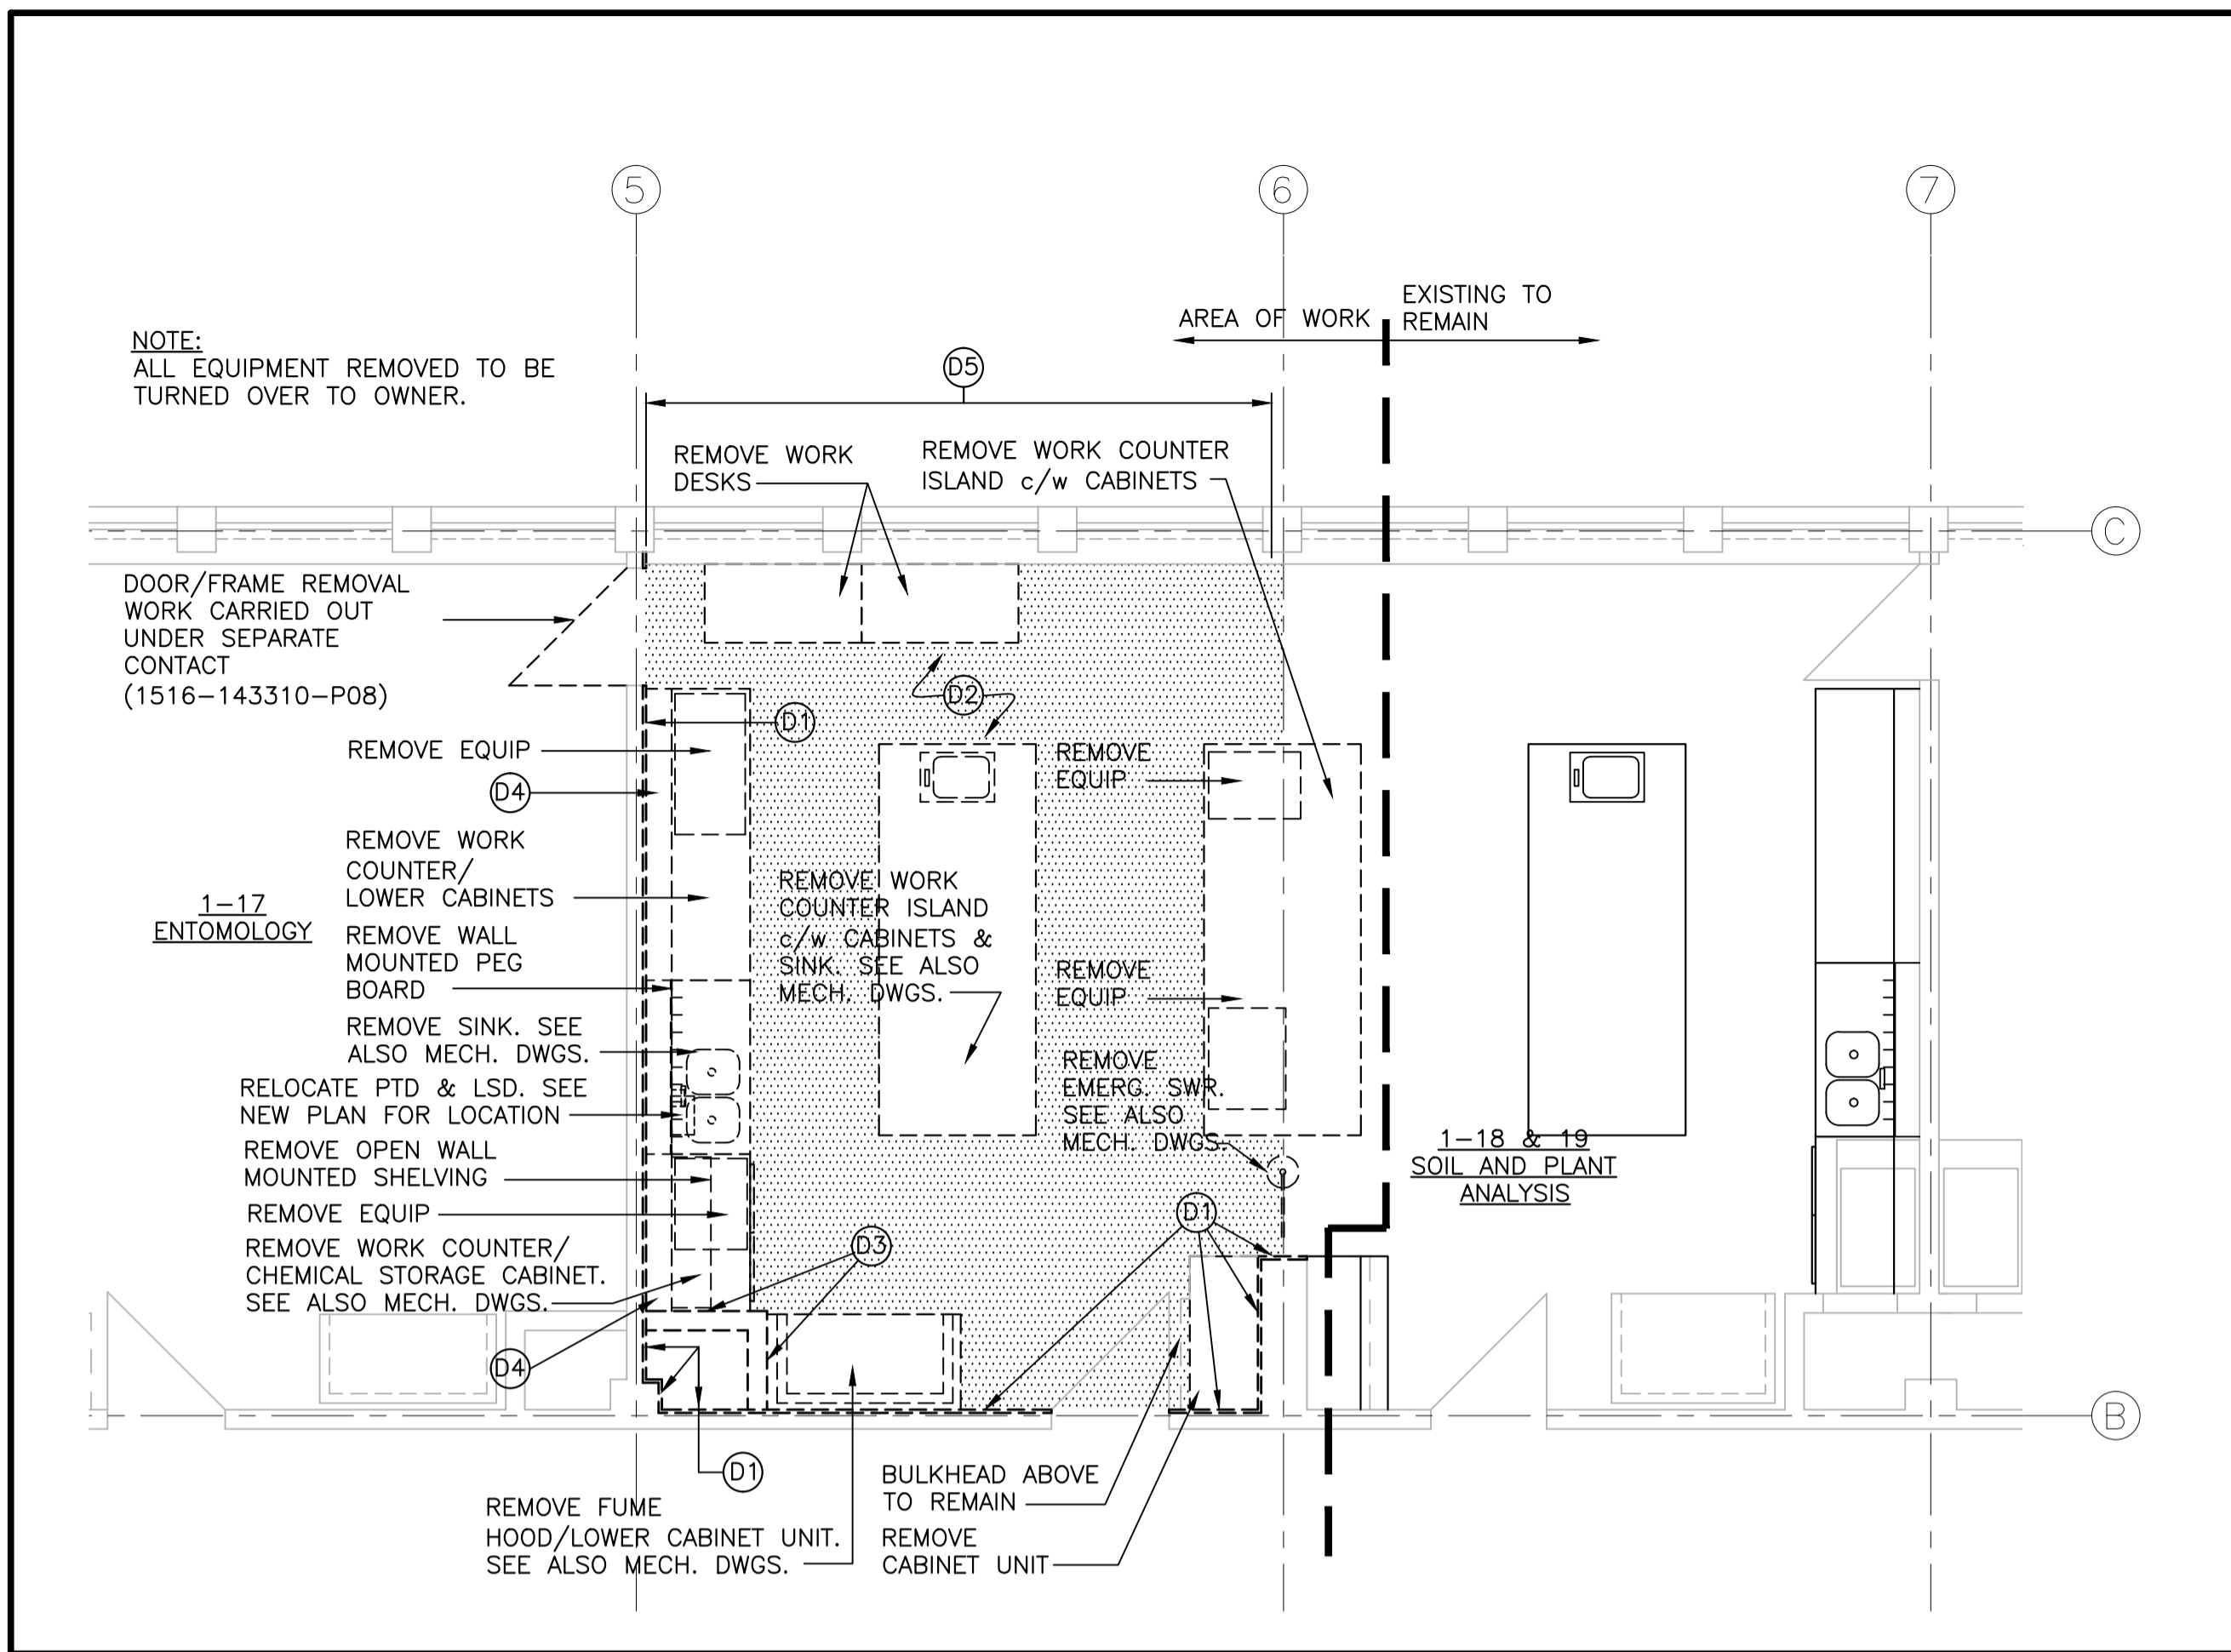 5
6
7
AREA OF WORK
EXISTING TO
REMAIN
NOTE:
ALL EQUIPMENT REMOVED TO BE
TURNED OVER TO OWNER.
D5
REMOVE WORK
DESKS
REMOVE WORK COUNTER
ISLAND c/w CABINETS
C
DOOR/FRAME REMOVAL
WORK CARRIED OUT
UNDER SEPARATE
CONTACT
(1516-143310-P08)
D2
D1
REMOVE EQUIP
D4
REMOVE
EQUIP
REMOVE WORK
COUNTER/
LOWER CABINETS
1-17
ENTOMOLOGY
REMOVE WALL
MOUNTED PEG
BOARD
REMOVE WORK
COUNTER ISLAND
c/w CABINETS &
SINK. SEE ALSO
MECH. DWGS.
REMOVE
EQUIP
REMOVE SINK. SEE
ALSO MECH. DWGS.
RELOCATE PTD & LSD. SEE
NEW PLAN FOR LOCATION
REMOVE
EMERG. SWR.
SEE ALSO
MECH. DWGS.
1-18 & 19
SOIL AND PLANT
ANALYSIS
REMOVE OPEN WALL
MOUNTED SHELVING
REMOVE EQUIP
D1
D3
REMOVE WORK COUNTER/
CHEMICAL STORAGE CABINET.
SEE ALSO MECH. DWGS.
D4
B
D1
REMOVE FUME
HOOD/LOWER CABINET UNIT.
SEE ALSO MECH. DWGS.
BULKHEAD ABOVE
TO REMAIN
REMOVE
CABINET UNIT